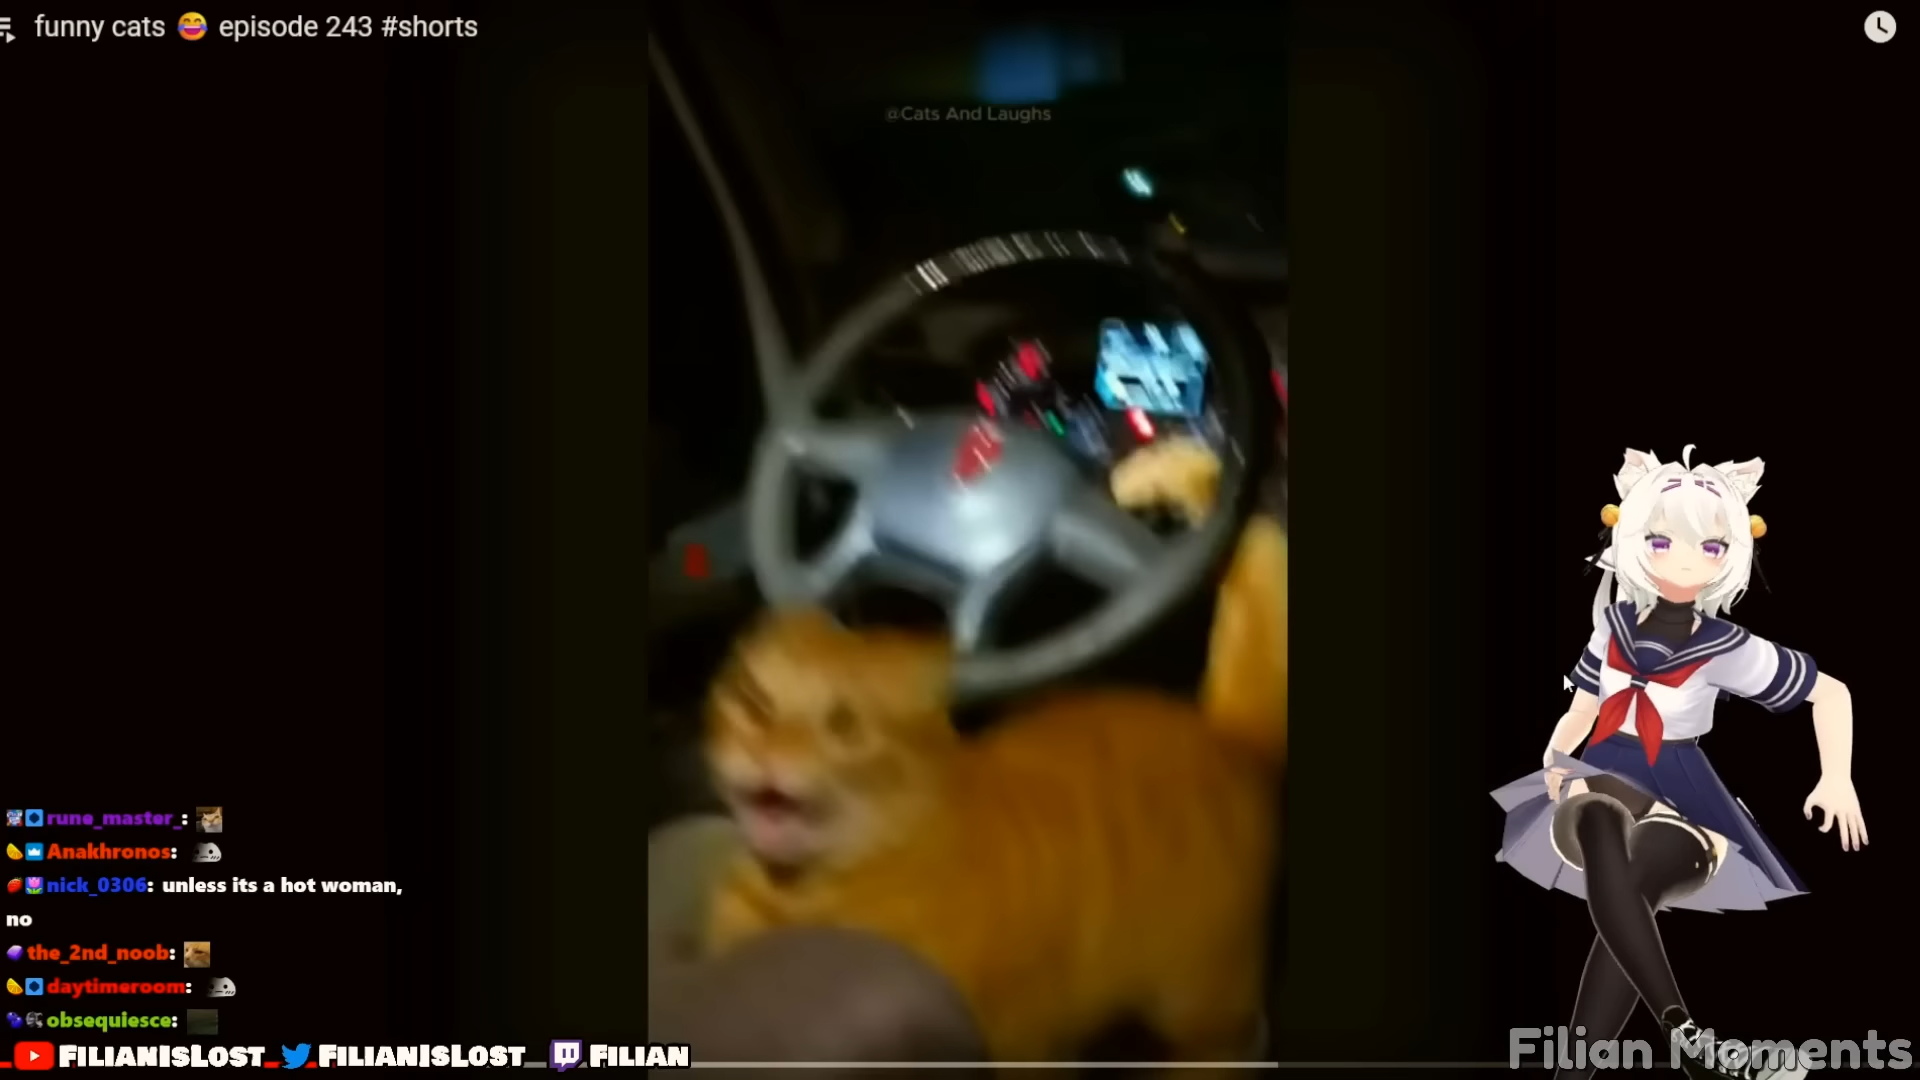 funny cats 😂 episode 243 #shorts
@Cats And Laughs
rune_master_:
Anakhronos:
nick_0306: unless its a hot woman,
no
the_2nd_noob:
daytimeroom:
obsequiesce:
FILIANISLOST FILIANISLOST FILIAN
Filian Moments